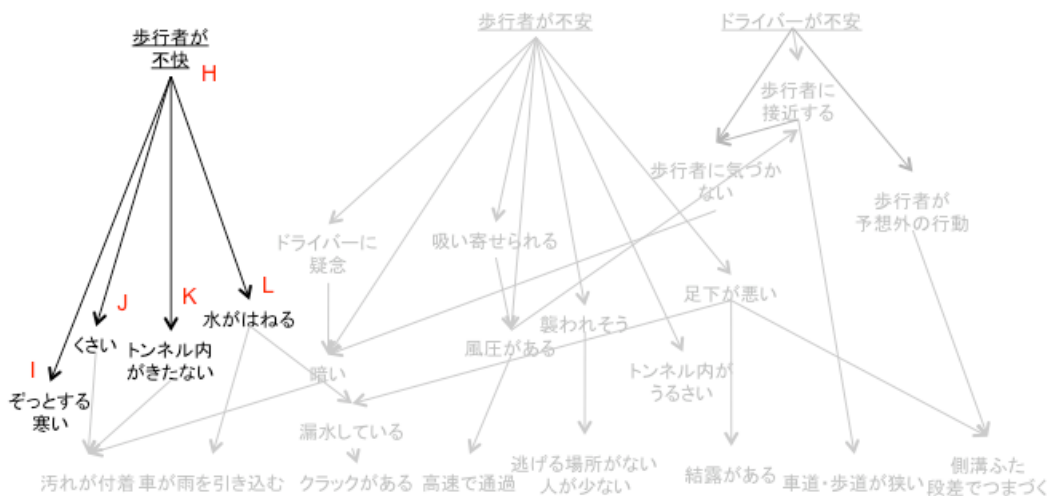 歩行者が
不快
H
歩行者が不安
ドライバーが不安
歩行者に
接近する
歩行者に気づか
ない
歩行者が
予想外の行動
ドライバーに
疑念
吸い寄せられる
足下が悪い
L
水がはねる
K
トンネル内
がきたない
J
くさい
I
ぞっとする
寒い
襲われそう
風圧がある
暗い
トンネル内が
うるさい
漏水している
汚れが付着
車が雨を引き込む
クラックがある
高速で通過
逃げる場所がない
人が少ない
結露がある
車道・歩道が狭い
側溝ふた
段差でつまづく